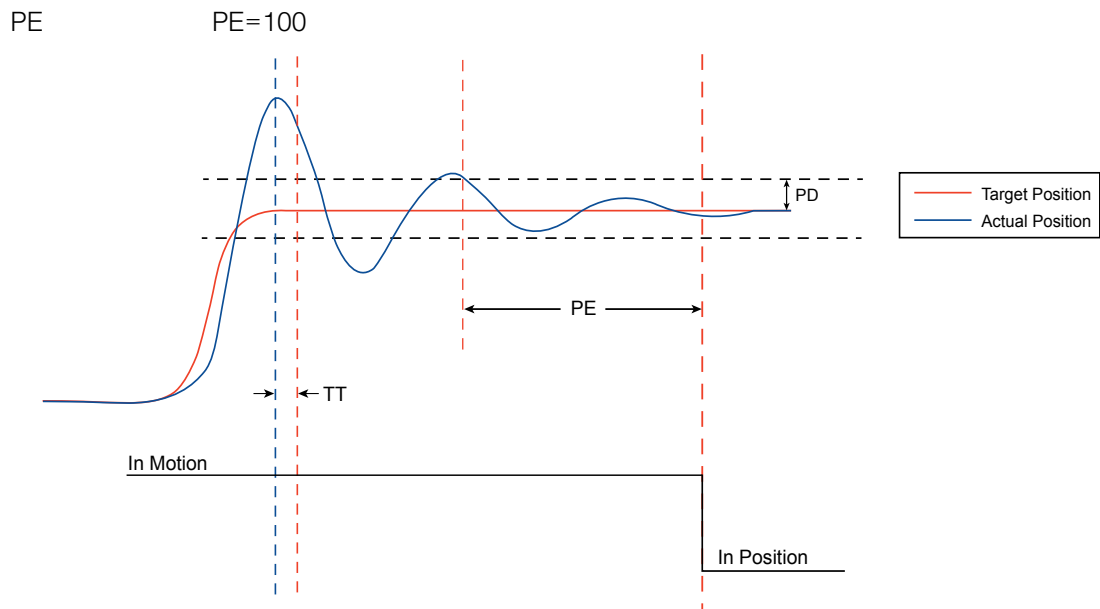 PE PE=100
PD
Target Position
Actual Position
PE
TT
In Motion
In Position